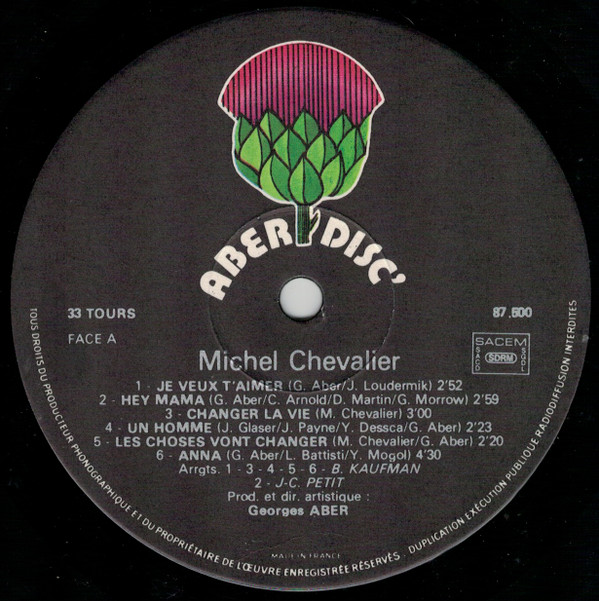 ABER DISC'
33 TOURS
87.500
FACE A
SACEM
SACD
SDRM
SGDL
Michel Chevalier
1 - JE VEUX T'AIMER (G. Aber/J. Loudermik) 2'52
2 - HEY MAMA (G. Aber/C. Arnold/D. Martin/G. Morrow) 2'59
3 - CHANGER LA VIE (M. Chevalier) 3'00
4 - UN HOMME (J. Glaser/J. Payne/Y. Dessca/G. Aber) 2'23
5 - LES CHOSES VONT CHANGER (M. Chevalier/G. Aber) 2'20
6 - ANNA (G. Aber/L. Battisti/Y. Mogol) 4'30
Arrgts. 1 - 3 - 4 - 5 - 6 - B. KAUFMAN
2 - J-C. PETIT
Prod. et dir. artistique :
Georges ABER
MADE IN FRANCE
TOUS DROITS DU PRODUCTEUR PHONOGRAPHIQUE ET DU PROPRIÉTAIRE DE L'ŒUVRE ENREGISTRÉE RÉSERVÉS. DUPLICATION EXÉCUTION PUBLIQUE RADIODIFFUSION INTERDITES